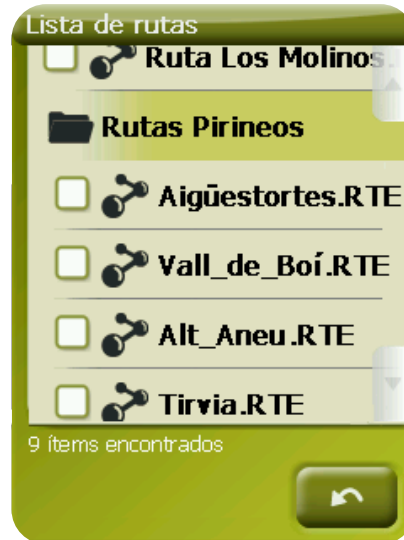 Lista de rutas
Ruta Los Molinos.
Rutas Pirineos
Aigüestortes.RTE
Vall_de_Boí.RTE
Alt_Aneu.RTE
Tirvia.RTE
9 ítems encontrados